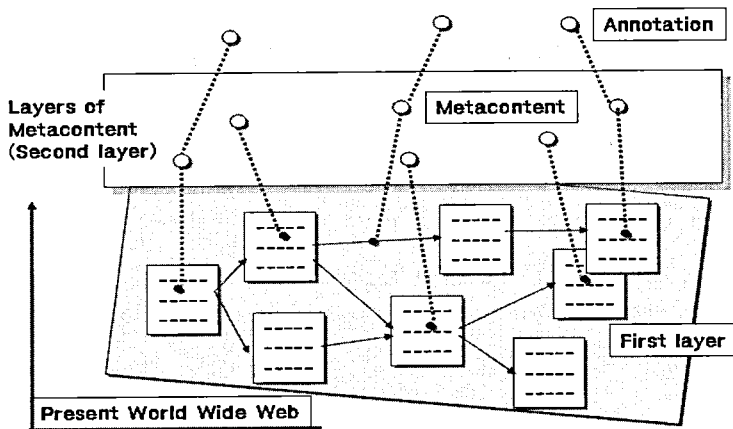 Annotation
Layers of
Metacontent
(Second layer)
Metacontent
First layer
Present World Wide Web